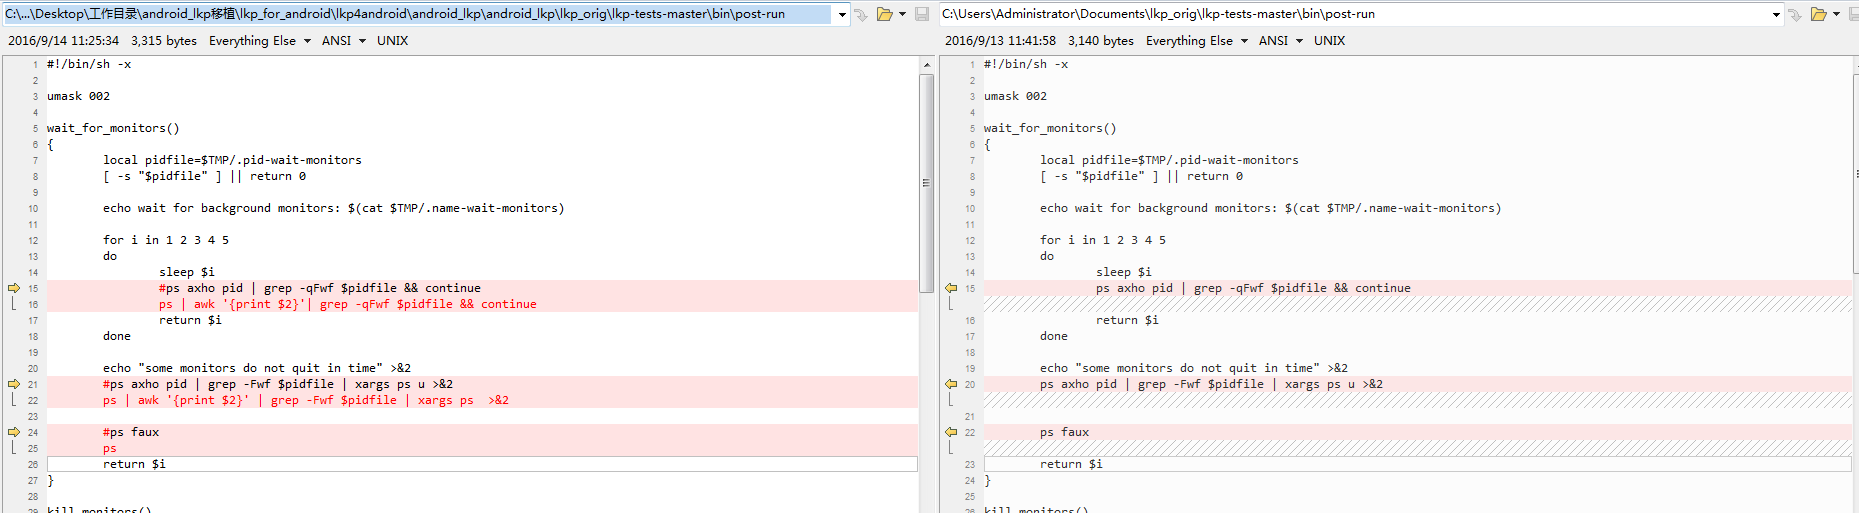 C:\...\Desktop\工作目录\android_lkp移植\lkp_for_android\lkp4android\android_lkp\android_lkp\lkp_orig\lkp-tests-master\bin\post-run
2016/9/14 11:25:34 3,315 bytes Everything Else ANSI UNIX
1 #!/bin/sh -x
2
3 umask 002
4
5 wait_for_monitors()
6 {
7 local pidfile=$TMP/.pid-wait-monitors
8 [ -s "$pidfile" ] || return 0
9
10 echo wait for background monitors: $(cat $TMP/.name-wait-monitors)
11
12 for i in 1 2 3 4 5
13 do
14 sleep $i
15 #ps axho pid | grep -qFwf $pidfile && continue
16 ps | awk '{print $2}'| grep -qFwf $pidfile && continue
17 return $i
18 done
19
20 echo "some monitors do not quit in time" >&2
21 #ps axho pid | grep -Fwf $pidfile | xargs ps u >&2
22 ps | awk '{print $2}' | grep -Fwf $pidfile | xargs ps  >&2
23
24 #ps faux
25 ps
26 return $i
27 }
28
29 kill_monitors()
C:\Users\Administrator\Documents\lkp_orig\lkp-tests-master\bin\post-run
2016/9/13 11:41:58 3,140 bytes Everything Else ANSI UNIX
1 #!/bin/sh -x
2
3 umask 002
4
5 wait_for_monitors()
6 {
7 local pidfile=$TMP/.pid-wait-monitors
8 [ -s "$pidfile" ] || return 0
9
10 echo wait for background monitors: $(cat $TMP/.name-wait-monitors)
11
12 for i in 1 2 3 4 5
13 do
14 sleep $i
15 ps axho pid | grep -qFwf $pidfile && continue
16 return $i
17 done
18
19 echo "some monitors do not quit in time" >&2
20 ps axho pid | grep -Fwf $pidfile | xargs ps u >&2
21
22 ps faux
23 return $i
24 }
25
26 kill_monitors()